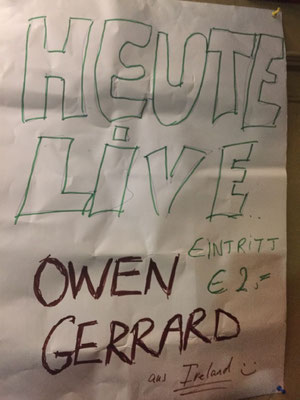 HEUTE
LIVE..
EINTRITT
€ 2,=
OWEN
GERRARD
aus Ireland :)